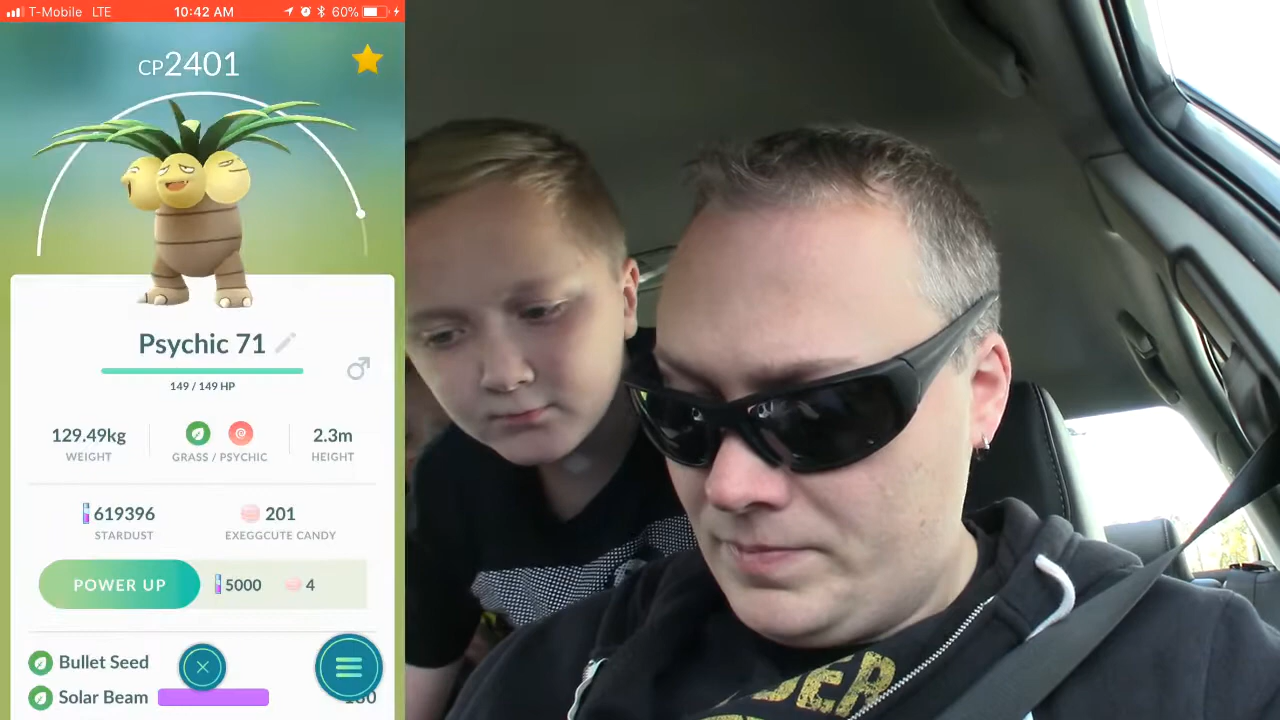 T-Mobile LTE 10:42 AM 60%
CP2401
Psychic 71
149 / 149 HP
129.49kg 2.3m
WEIGHT GRASS / PSYCHIC HEIGHT
619396 201
STARDUST EXEGGCUTE CANDY
POWER UP 5000 4
Bullet Seed
Solar Beam